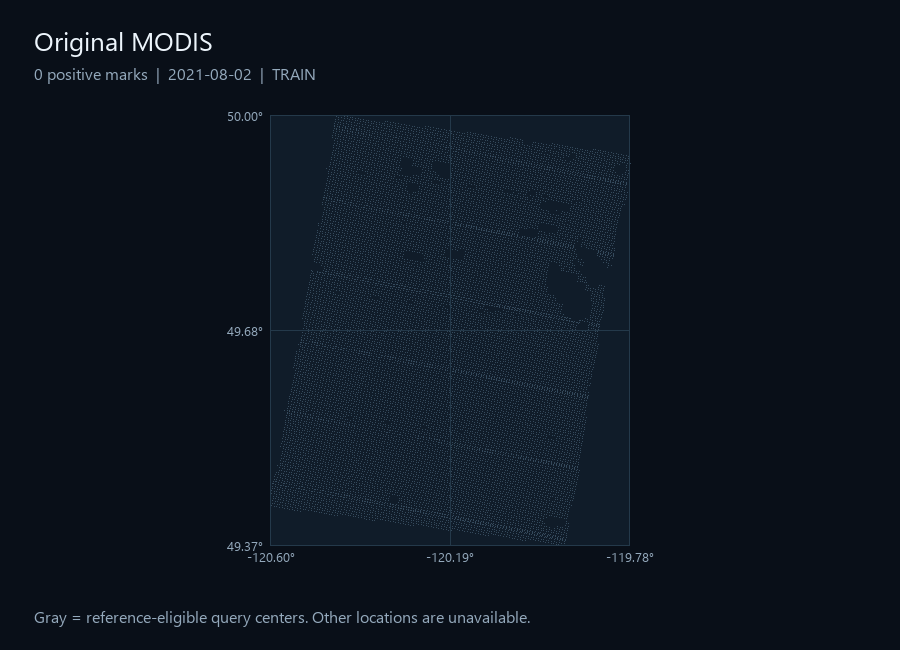 Original MODIS
0 positive marks | 2021-08-02 | TRAIN
50.00°
49.68°
49.37°
-120.60° -120.19° -119.78°
Gray = reference-eligible query centers. Other locations are unavailable.